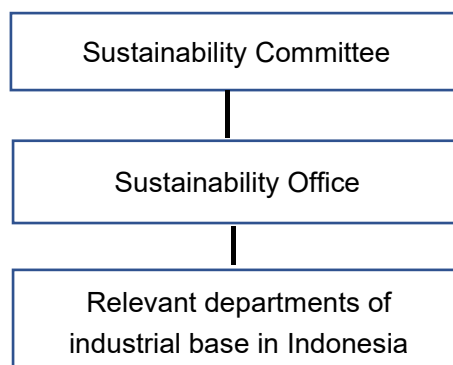 Sustainability Committee
Sustainability Office
Relevant departments of
industrial base in Indonesia